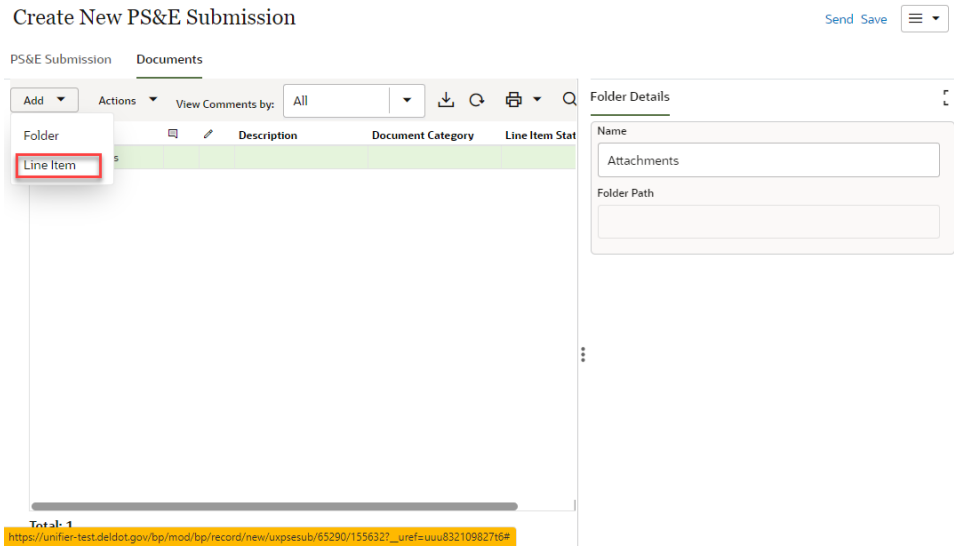 Create New PS&E Submission
Send Save
PS&E Submission Documents
Add Actions View Comments by: All
Folder Details
Folder
Description Document Category Line Item Stat
Line Item
s
Name
Attachments
Folder Path
Total: 1
https://unifier-test.deldot.gov/bp/mod/bp/record/new/uxpsesub/65290/155632?__uref=uuu832109827t6#